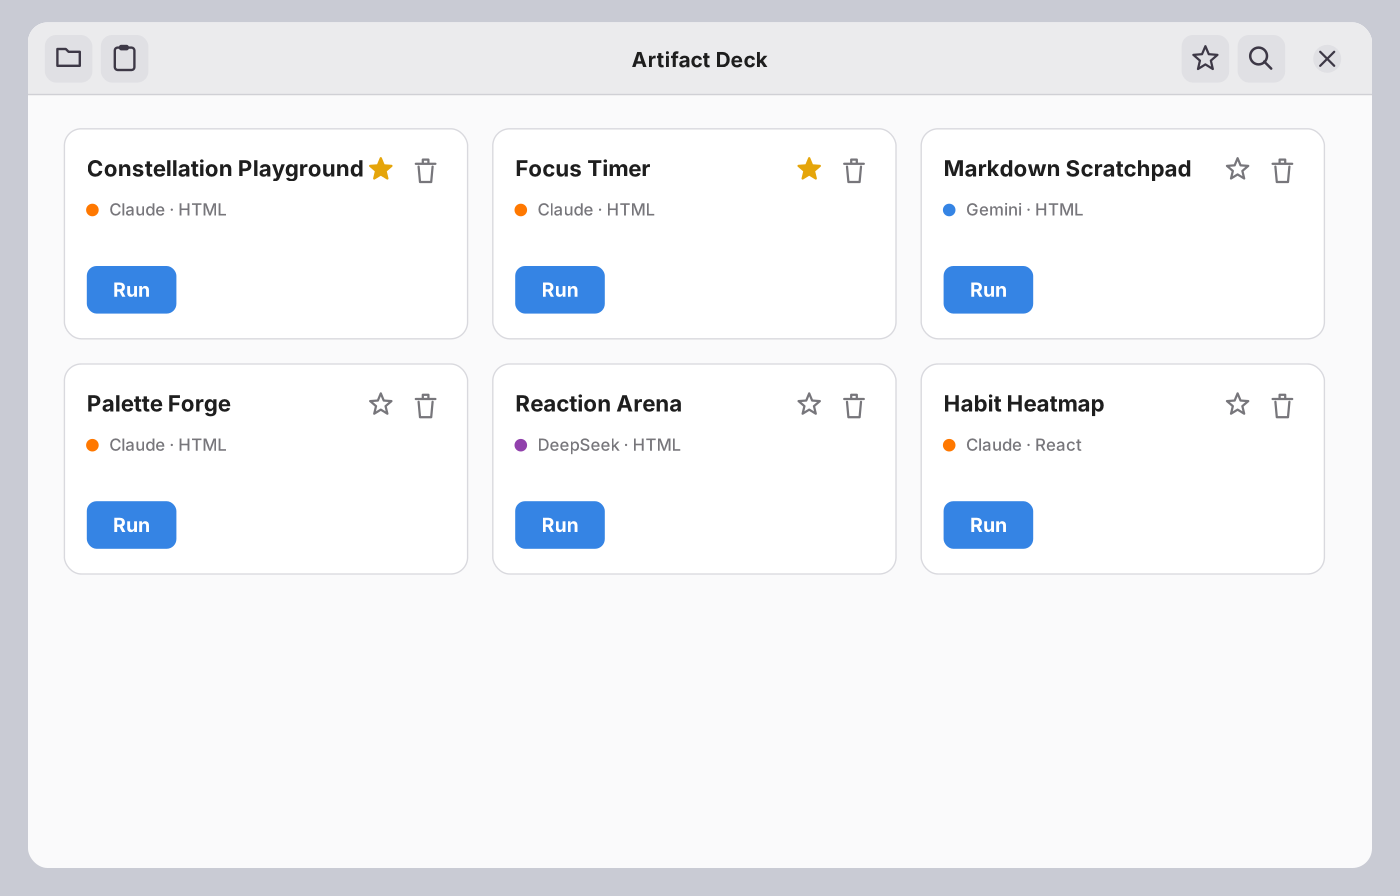 Artifact Deck
Constellation Playground
Claude · HTML
Run
Focus Timer
Claude · HTML
Run
Markdown Scratchpad
Gemini · HTML
Run
Palette Forge
Claude · HTML
Run
Reaction Arena
DeepSeek · HTML
Run
Habit Heatmap
Claude · React
Run